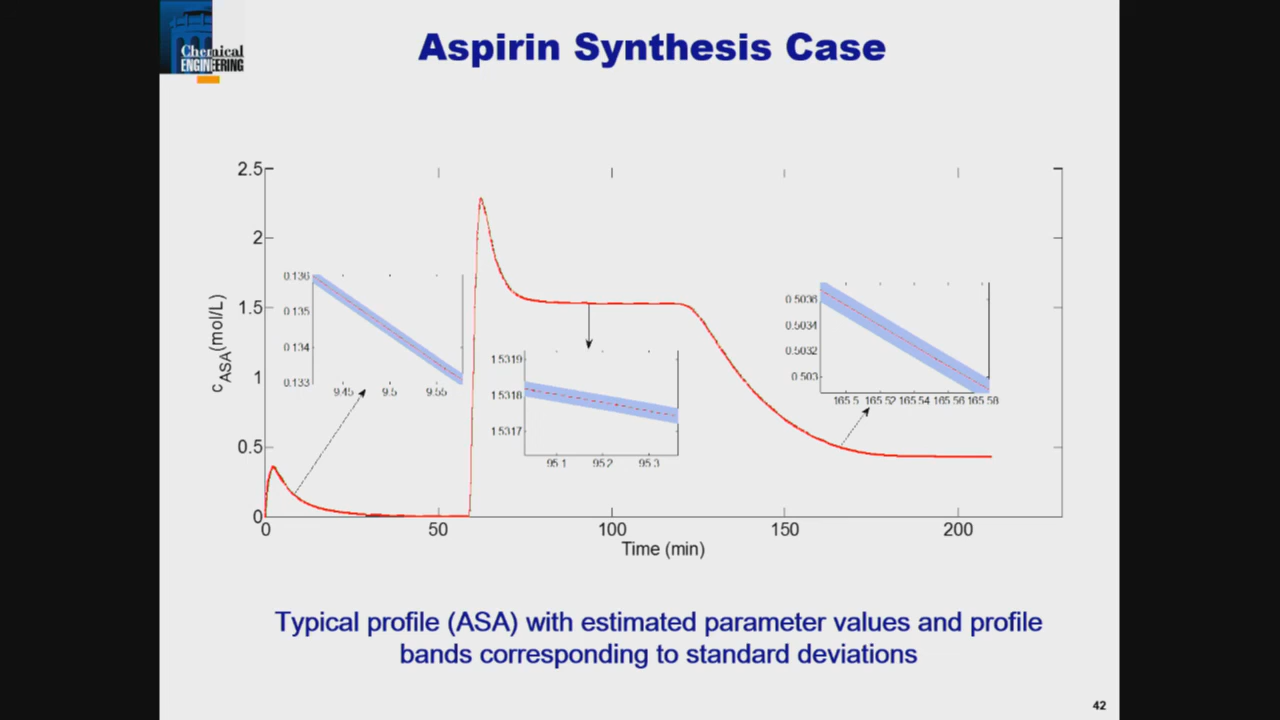 Chemical
ENGINEERING
Aspirin Synthesis Case
2.5
2
1.5
1
0.5
0
c_ASA(mol/L)
0.136
0.135
0.134
0.133
9.45 9.5 9.55
1.5319
1.5318
1.5317
95.1 95.2 95.3
0.5036
0.5034
0.5032
0.503
165.5 165.52 165.54 165.56 165.58
0 50 100 150 200
Time (min)
Typical profile (ASA) with estimated parameter values and profile
bands corresponding to standard deviations
42